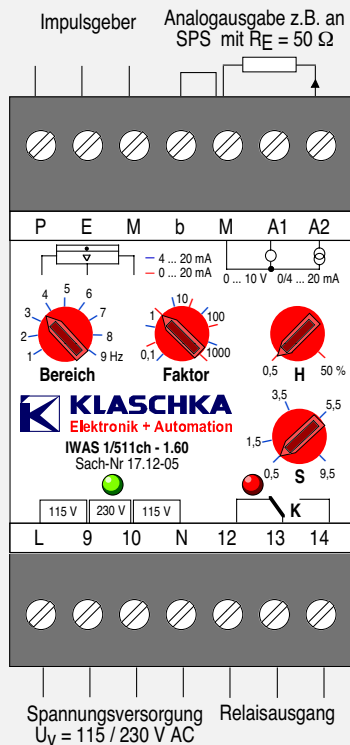 Impulsgeber
Analogausgabe z.B. an
SPS mit RE = 50 Ω
P E M b M A1 A2
4 ... 20 mA
0 ... 20 mA
0 ... 10 V 0/4 ... 20 mA
1 2 3 4 5 6 7 8 9 Hz
Bereich
0,1 1 10 100 1000
Faktor
0,5 H 50 %
KLASCHKA
Elektronik + Automation
IWAS 1/511ch - 1.60
Sach-Nr 17.12-05
0,5 1,5 3,5 5,5 9,5
S
115 V 230 V 115 V
K
L 9 10 N 12 13 14
Spannungsversorgung
UV = 115 / 230 V AC
Relaisausgang